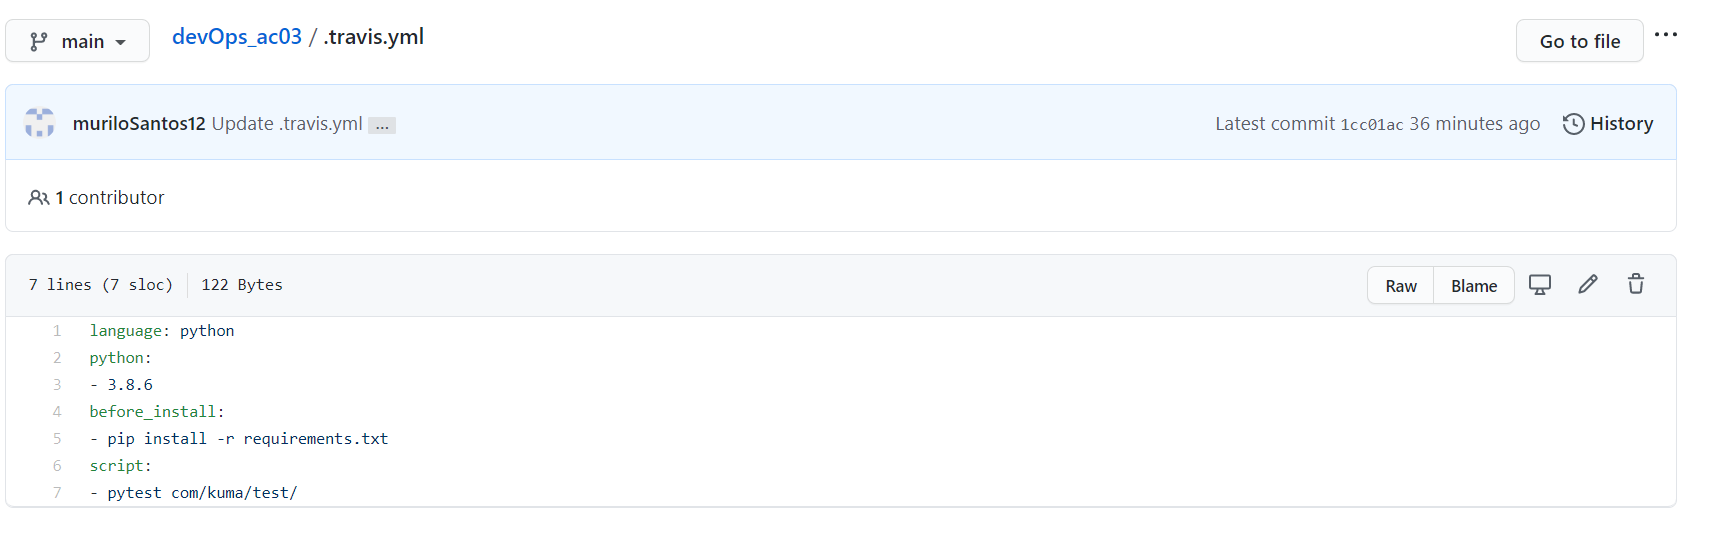 main
devOps_ac03 / .travis.yml
Go to file
muriloSantos12 Update .travis.yml ...
Latest commit 1cc01ac 36 minutes ago
History
1 contributor
7 lines (7 sloc)
122 Bytes
Raw
Blame
1 language: python
2 python:
3 - 3.8.6
4 before_install:
5 - pip install -r requirements.txt
6 script:
7 - pytest com/kuma/test/